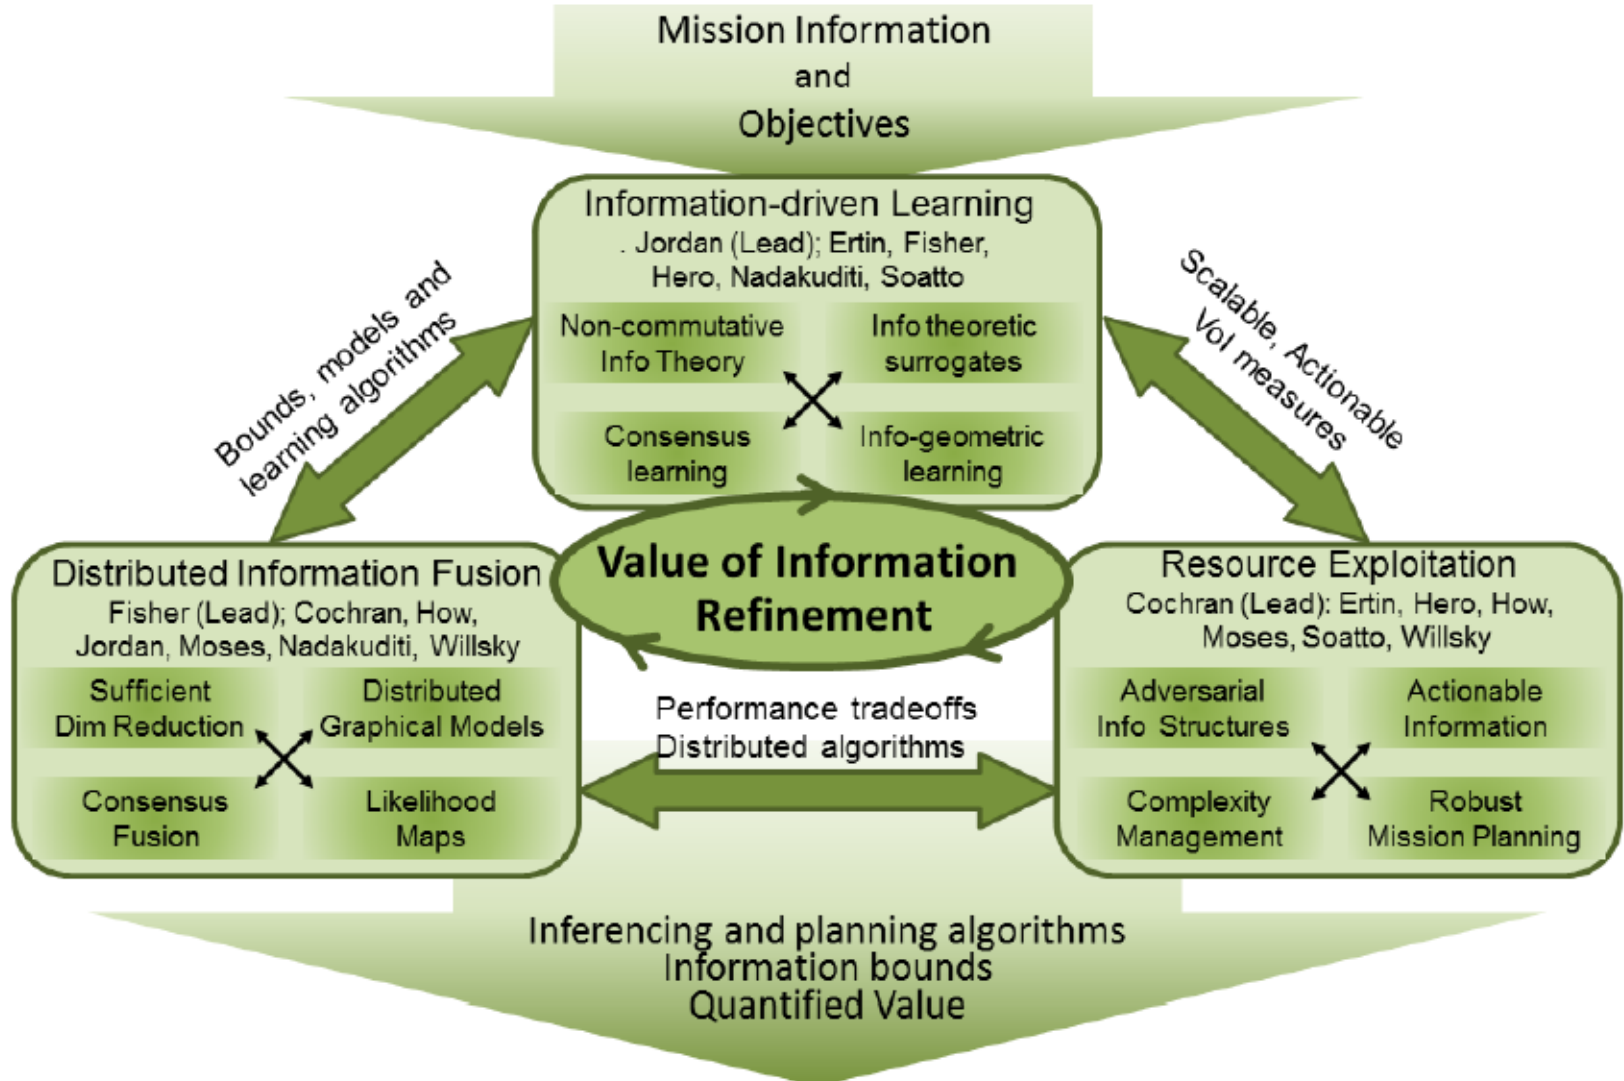 Mission Information
and
Objectives
Information-driven Learning
. Jordan (Lead); Ertin, Fisher,
Hero, Nadakuditi, Soatto
Non-commutative
Info Theory
Info theoretic
surrogates
Consensus
learning
Info-geometric
learning
Bounds, models and
learning algorithms
Scalable, Actionable
VoI measures
Value of Information
Refinement
Distributed Information Fusion
Fisher (Lead); Cochran, How,
Jordan, Moses, Nadakuditi, Willsky
Sufficient
Dim Reduction
Distributed
Graphical Models
Consensus
Fusion
Likelihood
Maps
Performance tradeoffs
Distributed algorithms
Resource Exploitation
Cochran (Lead): Ertin, Hero, How,
Moses, Soatto, Willsky
Adversarial
Info Structures
Actionable
Information
Complexity
Management
Robust
Mission Planning
Inferencing and planning algorithms
Information bounds
Quantified Value